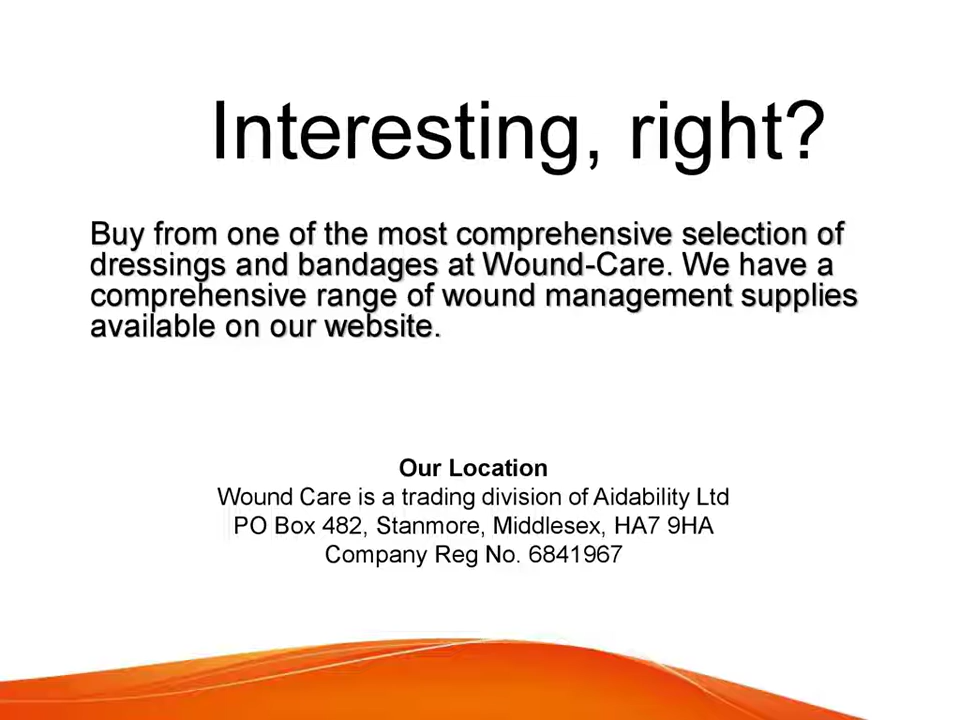 Interesting, right?
Buy from one of the most comprehensive selection of
dressings and bandages at Wound-Care. We have a
comprehensive range of wound management supplies
available on our website.
Our Location
Wound Care is a trading division of Aidability Ltd
PO Box 482, Stanmore, Middlesex, HA7 9HA
Company Reg No. 6841967